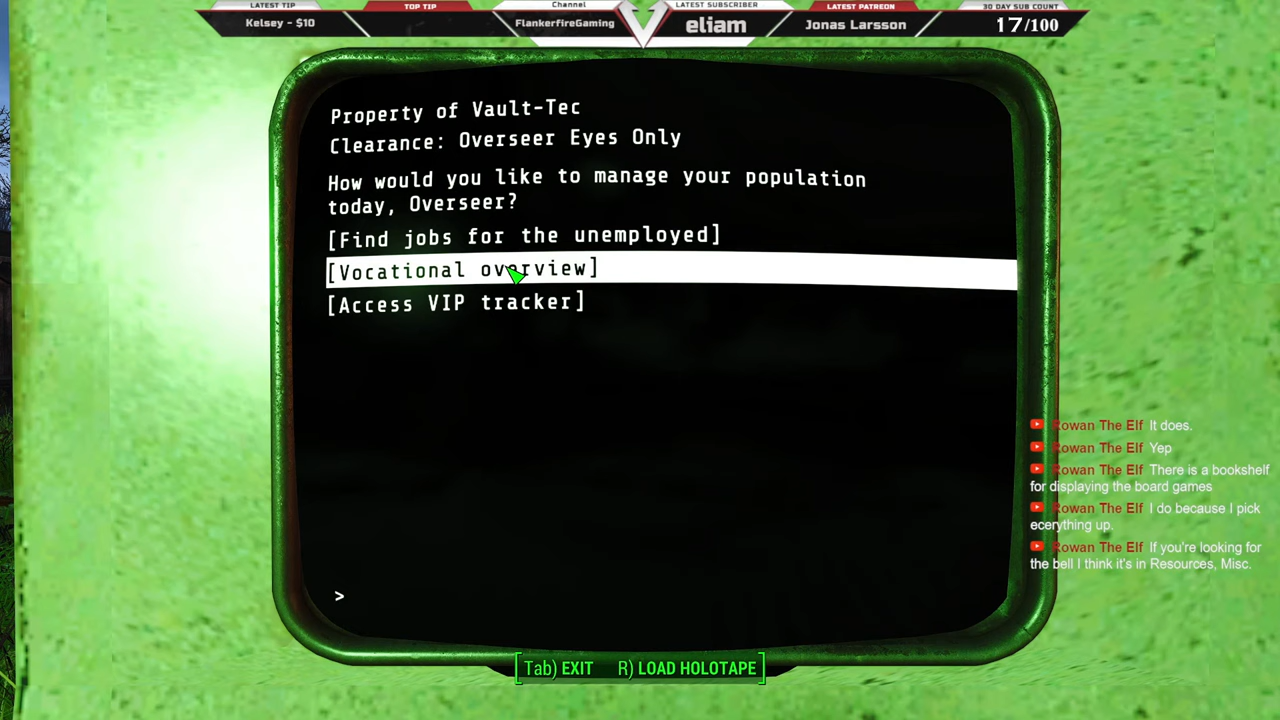 LATEST TIP
Kelsey - $10
TOP TIP
Channel
FlankerfireGaming
LATEST SUBSCRIBER
eliam
LATEST PATREON
Jonas Larsson
30 DAY SUB COUNT
17/100
Property of Vault-Tec
Clearance: Overseer Eyes Only
How would you like to manage your population
today, Overseer?
[Find jobs for the unemployed]
[Vocational overview]
[Access VIP tracker]
>
Tab) EXIT R) LOAD HOLOTAPE
Rowan The Elf It does.
Rowan The Elf Yep
Rowan The Elf There is a bookshelf
for displaying the board games
Rowan The Elf I do because I pick
ecerything up.
Rowan The Elf If you're looking for
the bell I think it's in Resources, Misc.